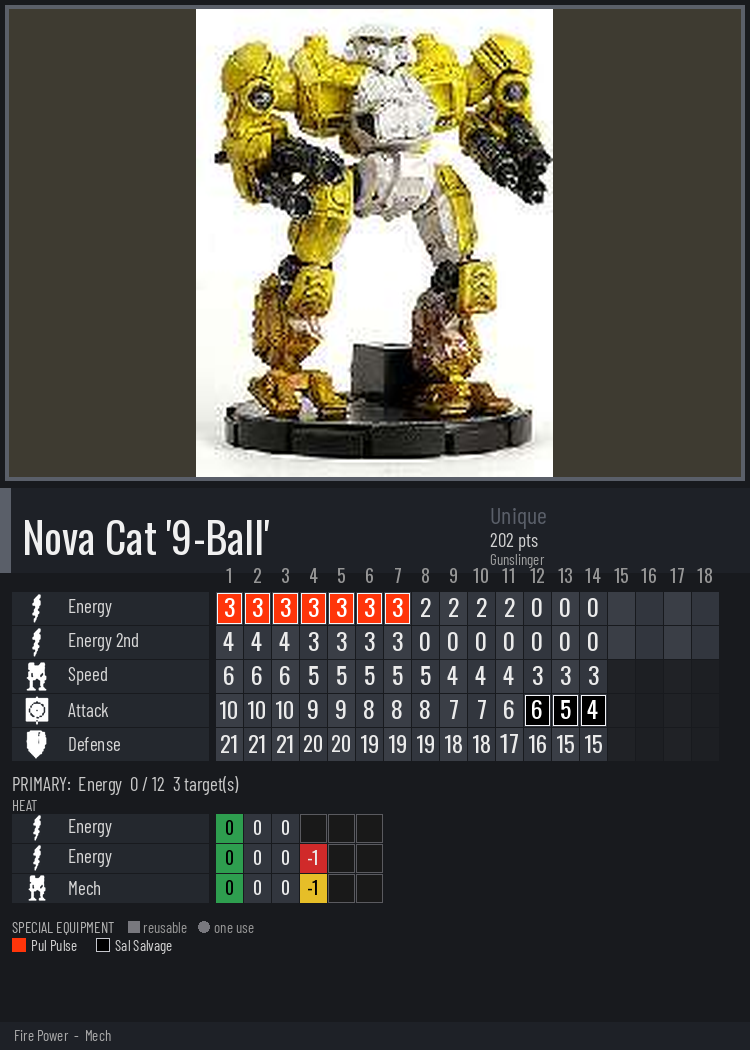 Nova Cat '9-Ball'
Unique
202 pts
Gunslinger
1 2 3 4 5 6 7 8 9 10 11 12 13 14 15 16 17 18
Energy 3 3 3 3 3 3 3 2 2 2 2 0 0 0
Energy 2nd 4 4 4 3 3 3 3 0 0 0 0 0 0 0
Speed 6 6 6 5 5 5 5 5 4 4 4 3 3 3
Attack 10 10 10 9 9 8 8 8 7 7 6 6 5 4
Defense 21 21 21 20 20 19 19 19 18 18 17 16 15 15
PRIMARY: Energy 0 / 12 3 target(s)
HEAT
Energy 0 0 0
Energy 0 0 0 -1
Mech 0 0 0 -1
SPECIAL EQUIPMENT reusable one use
Pul Pulse Sal Salvage
Fire Power - Mech